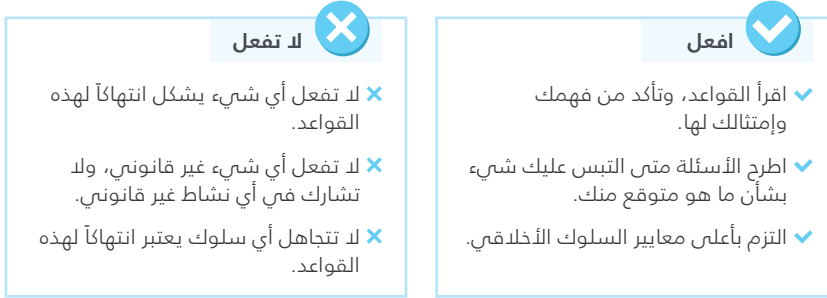 افعل
اقرأ القواعد، وتأكد من فهمك
وإمتثالك لها.
اطرح الأسئلة متى التبس عليك شيء
بشأن ما هو متوقع منك.
التزم بأعلى معايير السلوك الأخلاقي.
لا تفعل
لا تفعل أي شيء يشكل انتهاكاً لهذه
القواعد.
لا تفعل أي شيء غير قانوني، ولا
تشارك في أي نشاط غير قانوني.
لا تتجاهل أي سلوك يعتبر انتهاكاً لهذه
القواعد.